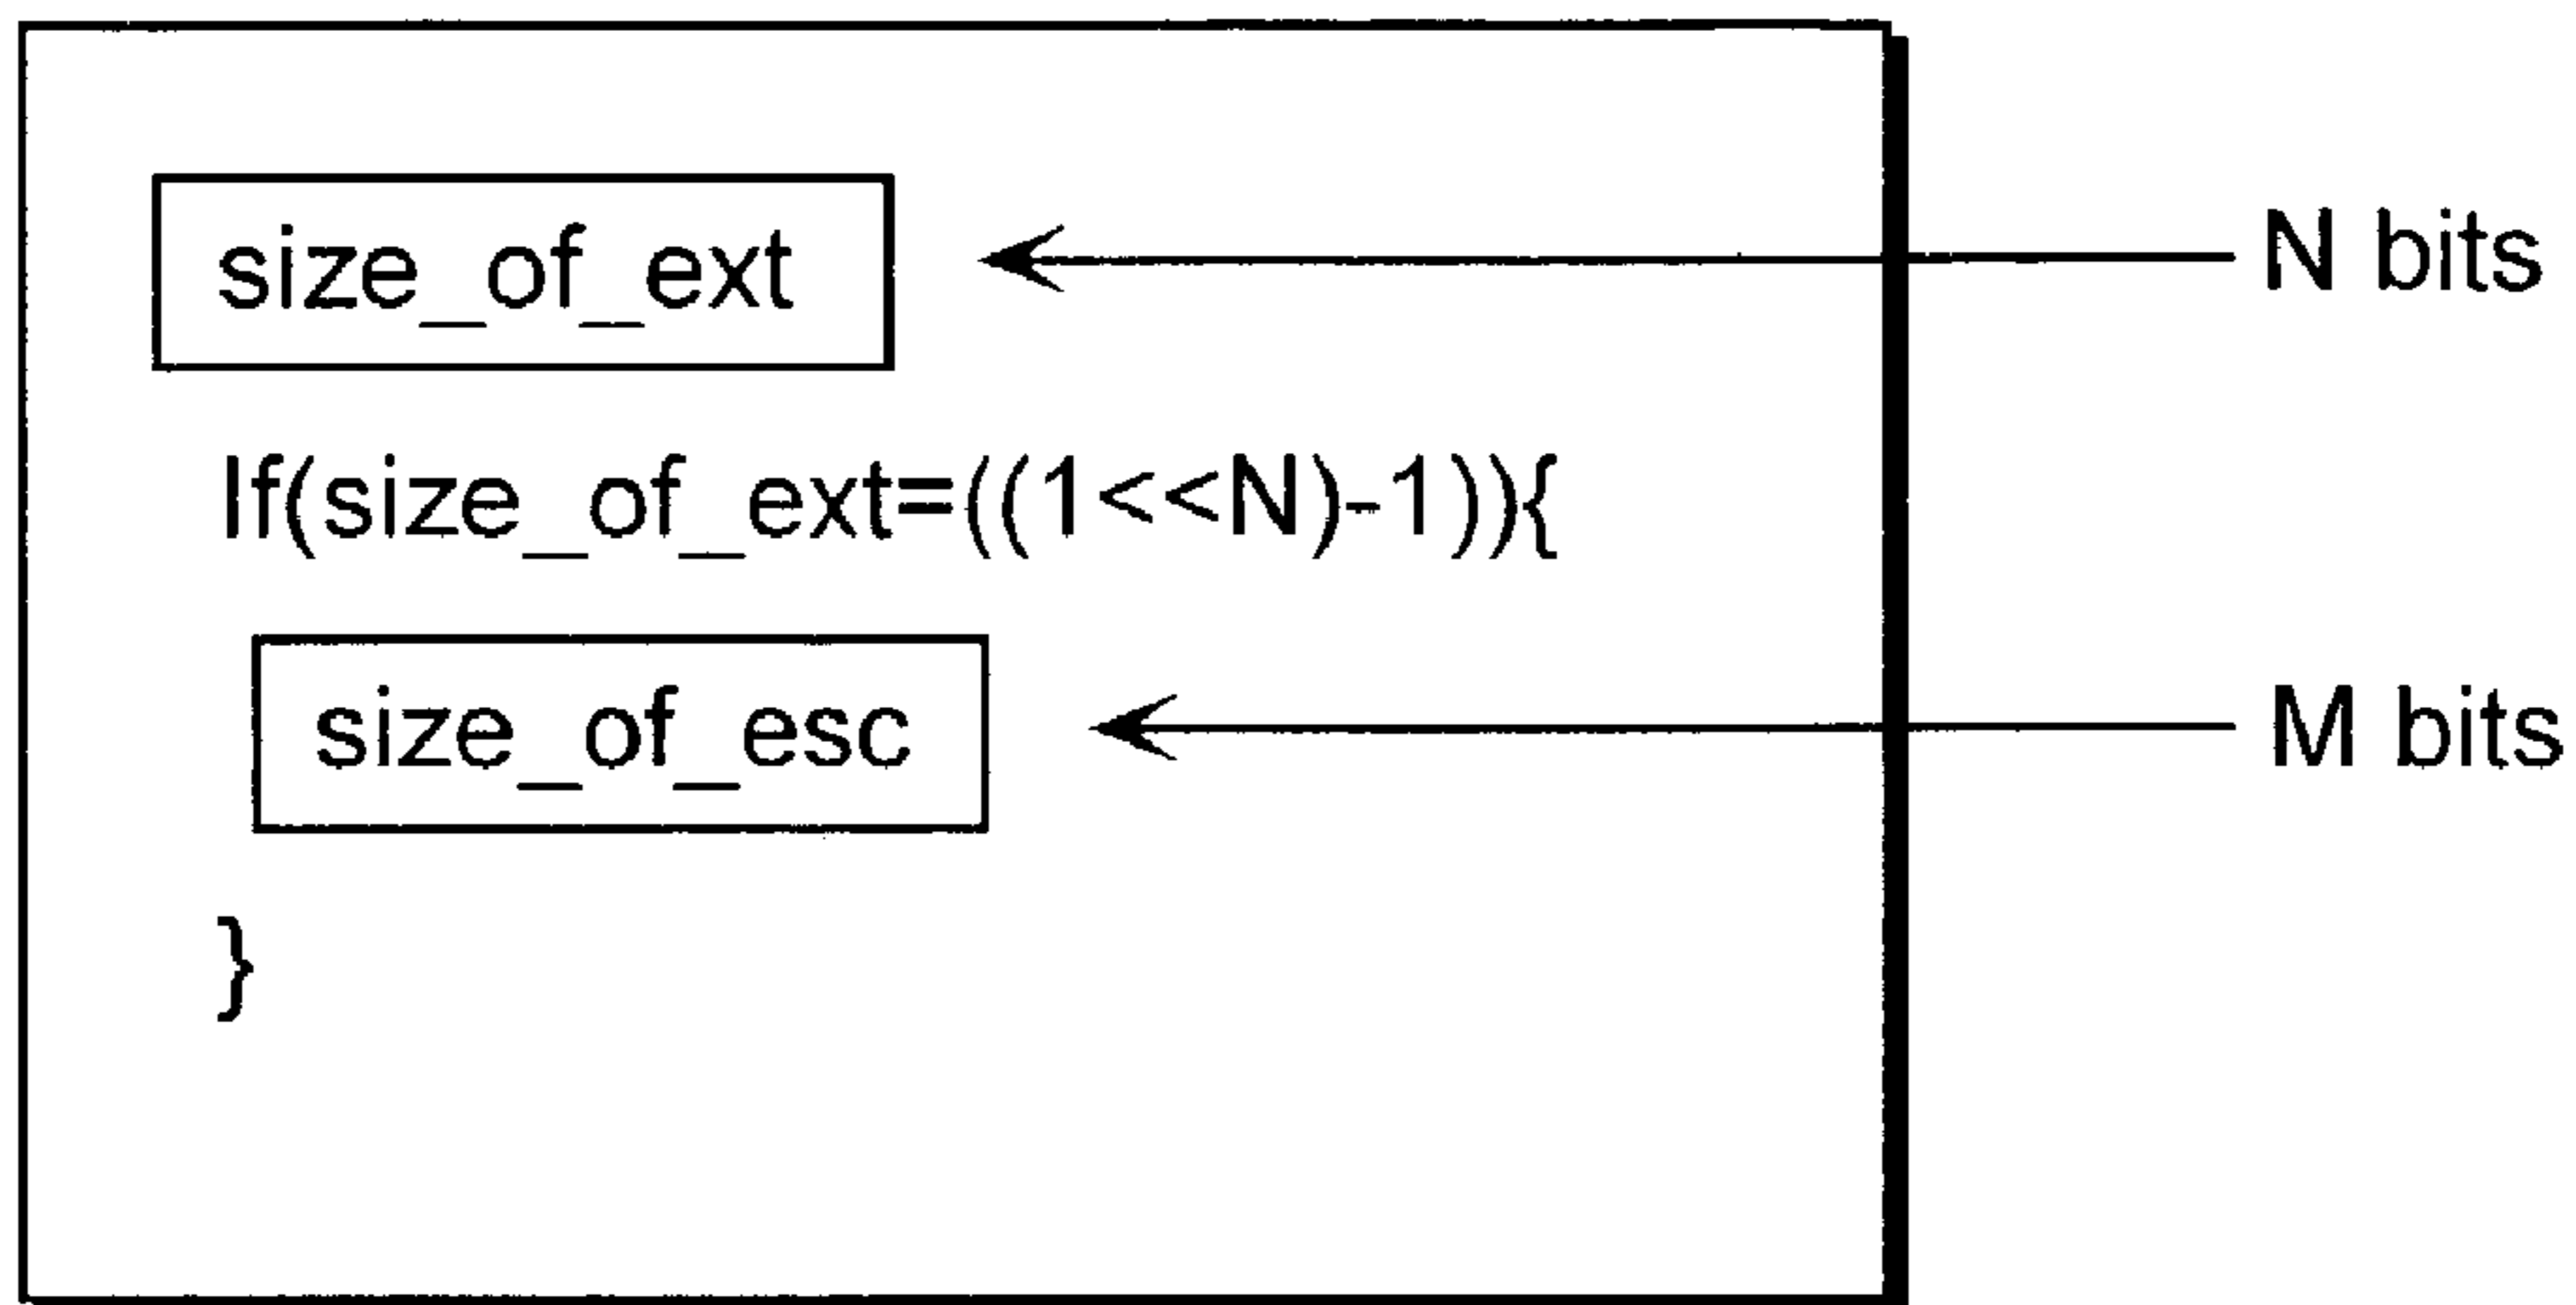 size_of_ext N bits
If(size_of_ext=((1<<N)-1)){
size_of_esc M bits
}